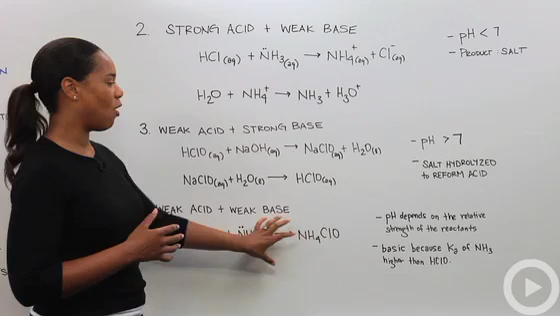 2. STRONG ACID + WEAK BASE
HCl(aq) + N̈H₃(aq) → NH₄⁺(aq) + Cl⁻(aq)
H₂O + NH₄⁺ → NH₃ + H₃O⁺
- pH < 7
- PRODUCT: SALT
3. WEAK ACID + STRONG BASE
HClO(aq) + NaOH(aq) → NaClO(aq) + H₂O(l)
NaClO(aq) + H₂O(l) → HClO(aq)
- pH > 7
- SALT HYDROLYZED
TO REFORM ACID
WEAK ACID + WEAK BASE
NH₄ClO
- pH depends on the relative
strength of the reactants
- basic because Ka of NH₃
higher than HClO.